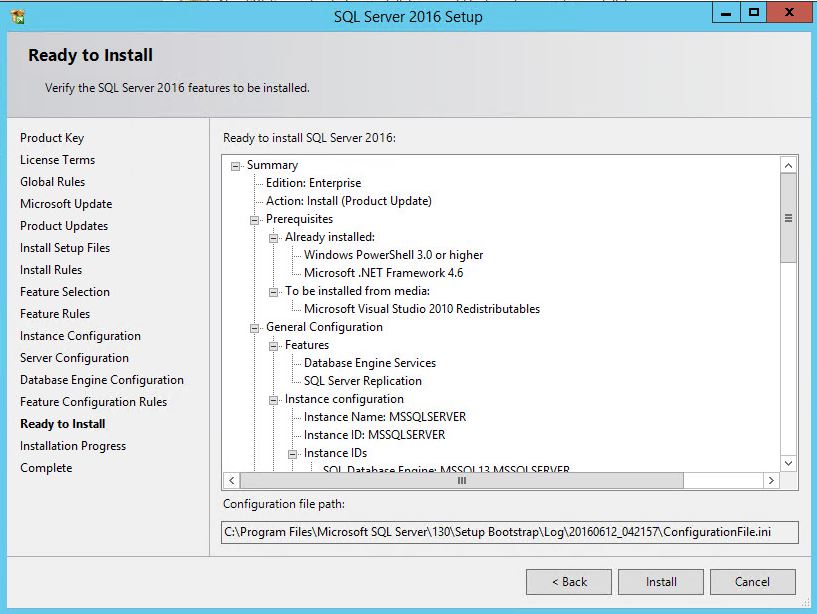 SQL Server 2016 Setup
Ready to Install
Verify the SQL Server 2016 features to be installed.
Product Key
License Terms
Global Rules
Microsoft Update
Product Updates
Install Setup Files
Install Rules
Feature Selection
Feature Rules
Instance Configuration
Server Configuration
Database Engine Configuration
Feature Configuration Rules
Ready to Install
Installation Progress
Complete
Ready to install SQL Server 2016:
Summary
Edition: Enterprise
Action: Install (Product Update)
Prerequisites
Already installed:
Windows PowerShell 3.0 or higher
Microsoft .NET Framework 4.6
To be installed from media:
Microsoft Visual Studio 2010 Redistributables
General Configuration
Features
Database Engine Services
SQL Server Replication
Instance configuration
Instance Name: MSSQLSERVER
Instance ID: MSSQLSERVER
Instance IDs
SQL Database Engine: MSSQL13.MSSQLSERVER
Configuration file path:
C:\Program Files\Microsoft SQL Server\130\Setup Bootstrap\Log\20160612_042157\ConfigurationFile.ini
< Back
Install
Cancel